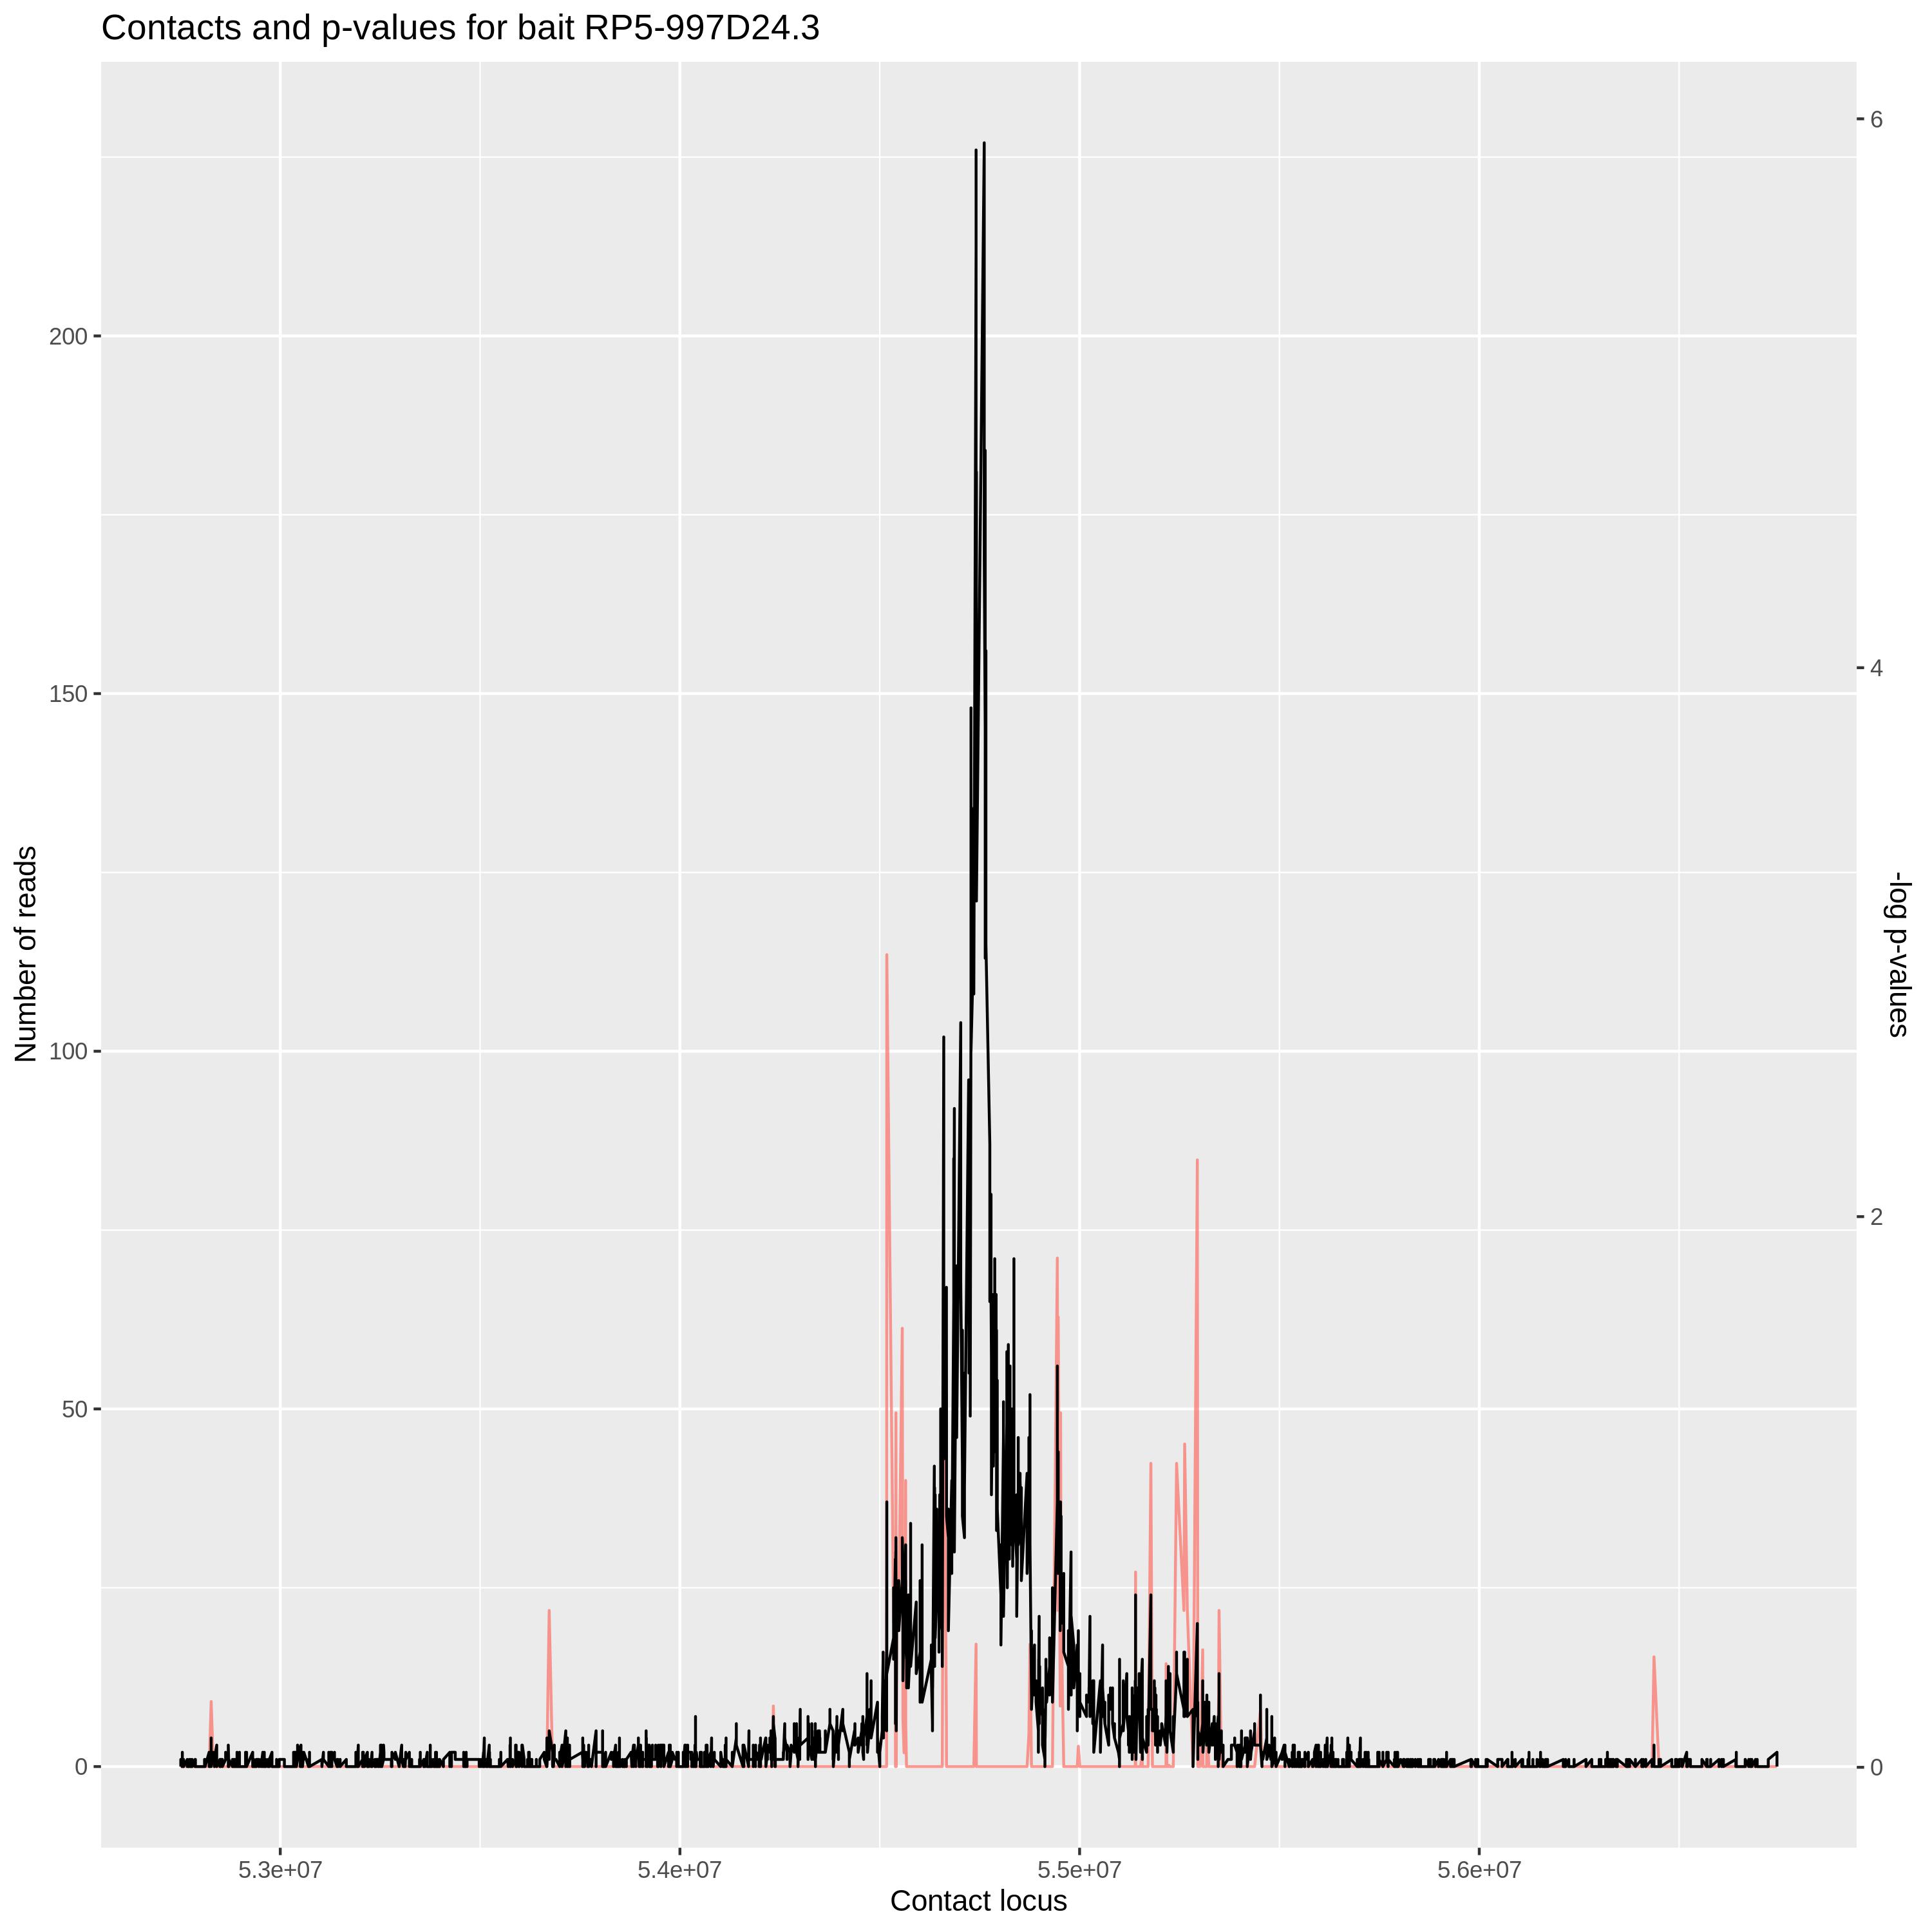 Contacts and p-values for bait RP5-997D24.3
6
200
4
150
Number of reads
-log p-values
100
2
50
0
0
5.3e+07
5.4e+07
5.5e+07
5.6e+07
Contact locus